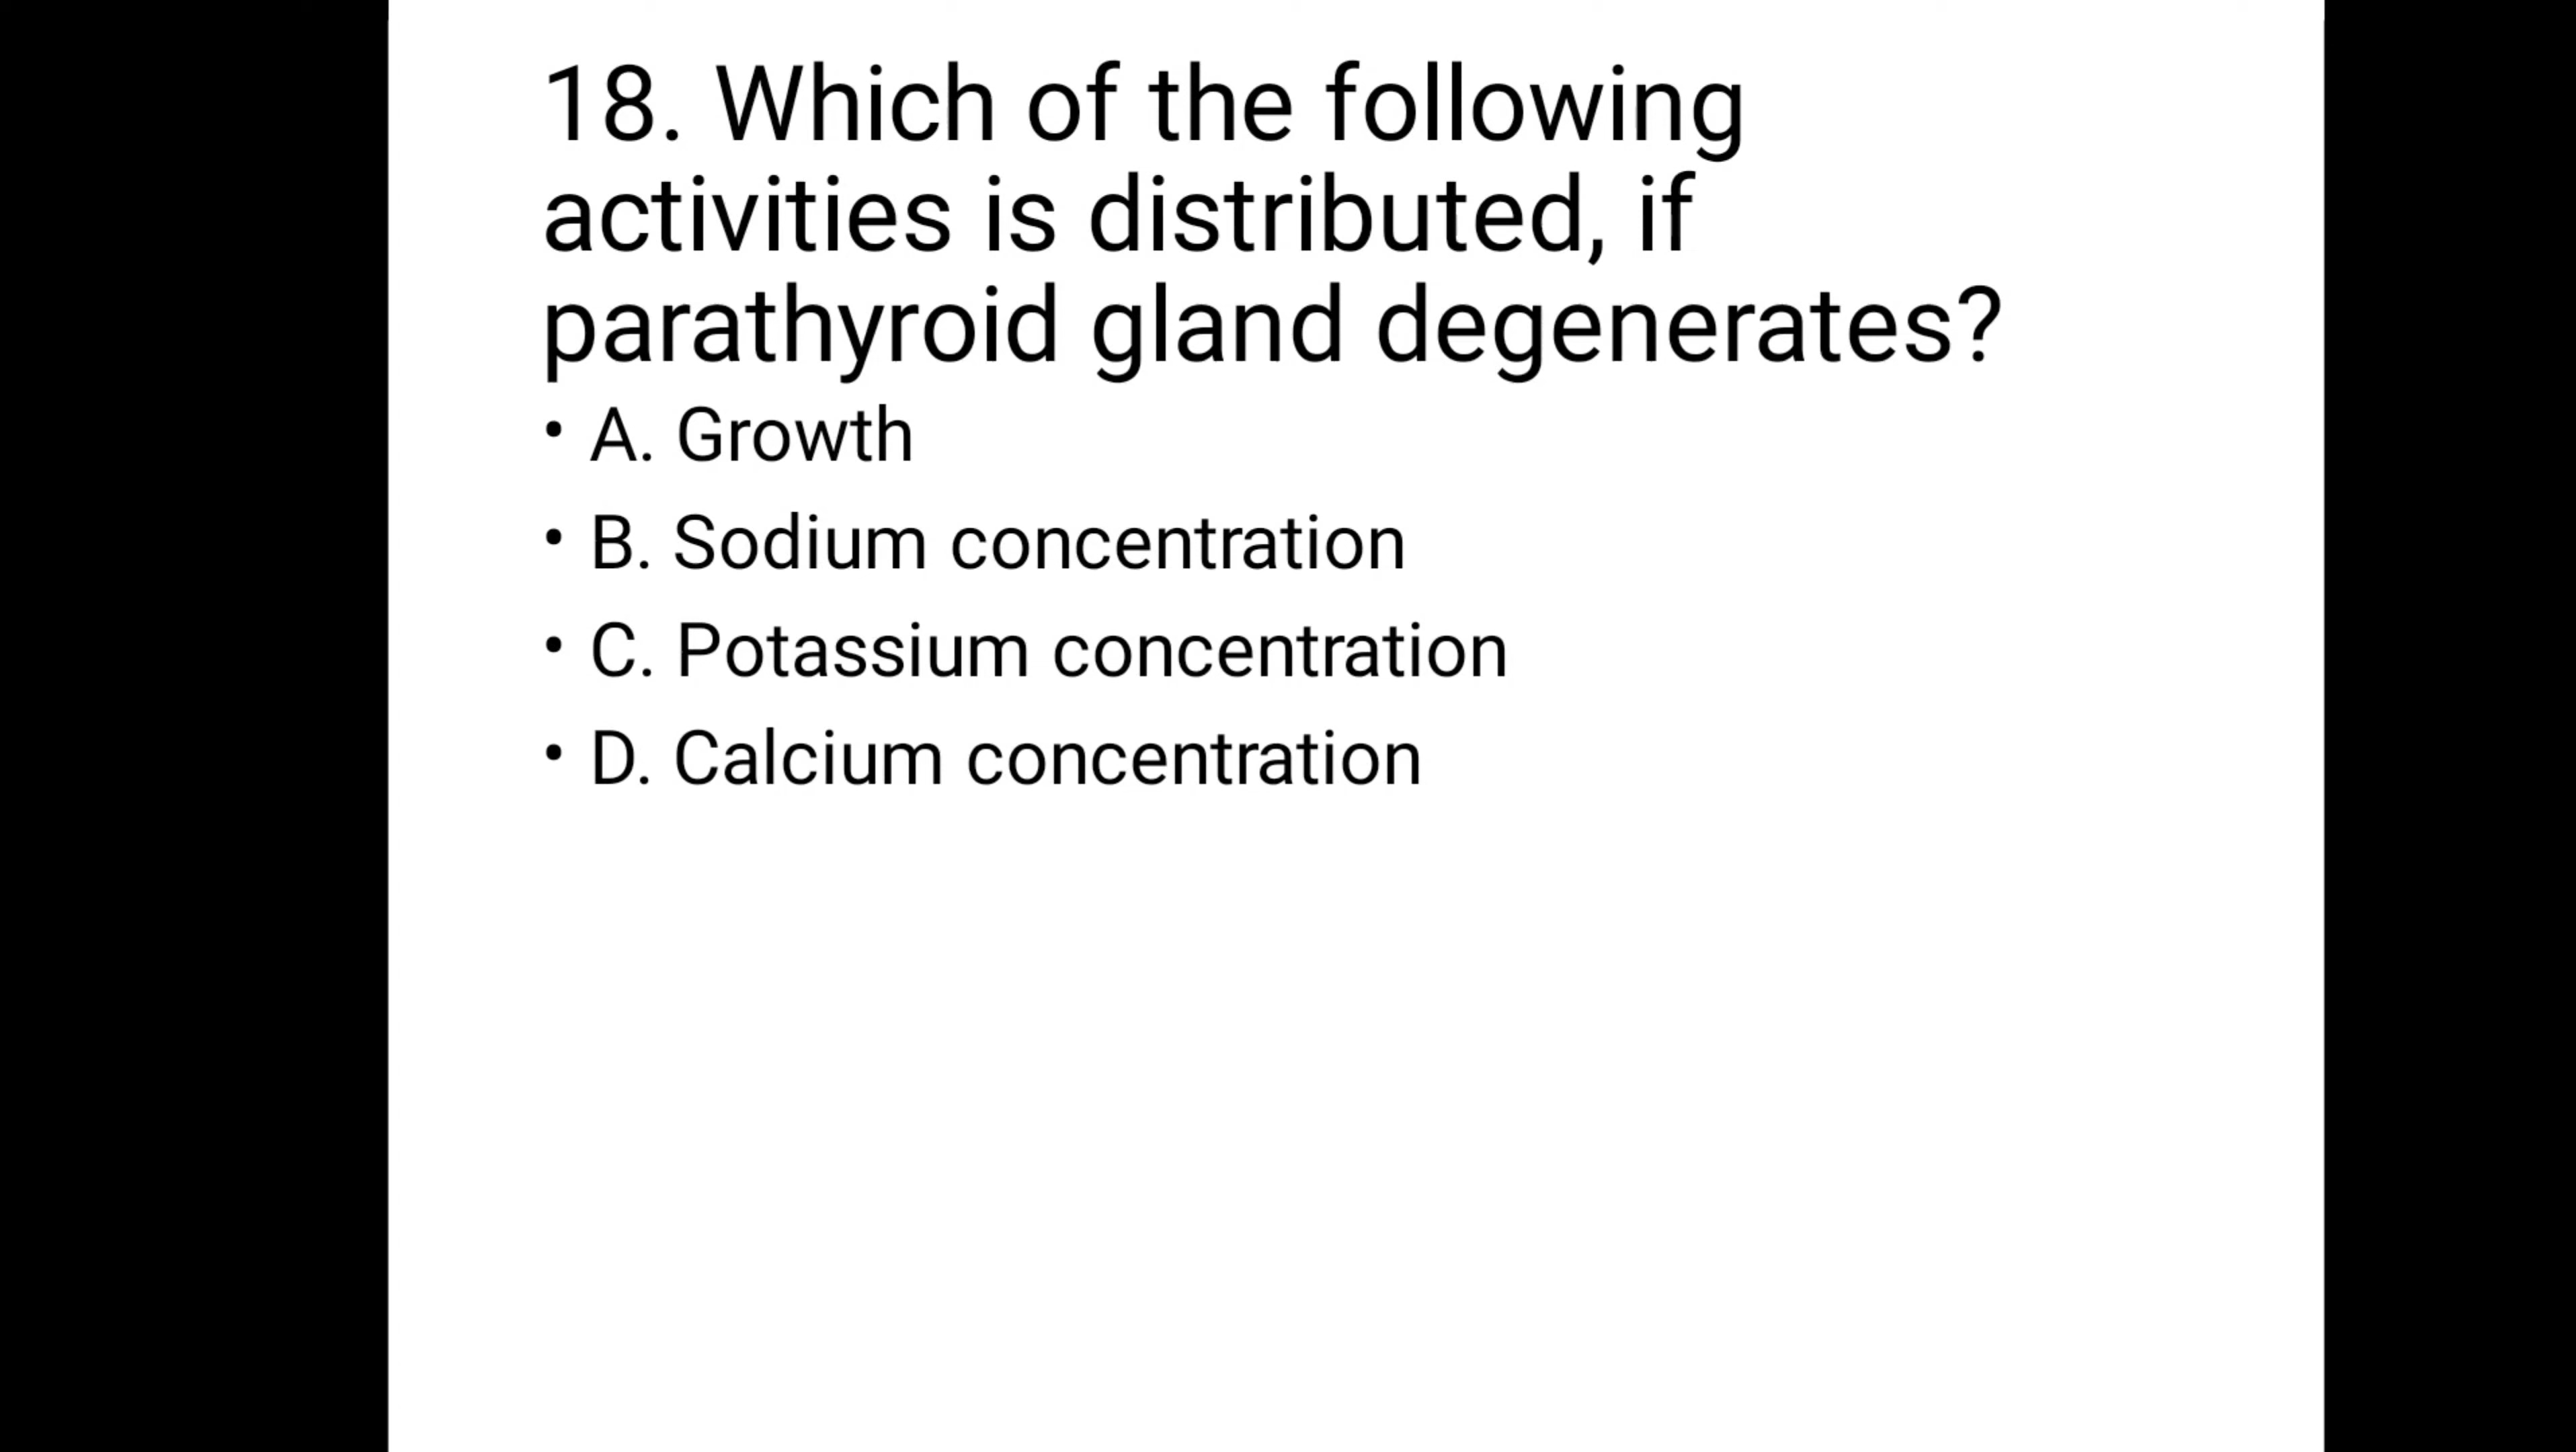 18. Which of the following
activities is distributed, if
parathyroid gland degenerates?
• A. Growth
• B. Sodium concentration
• C. Potassium concentration
• D. Calcium concentration